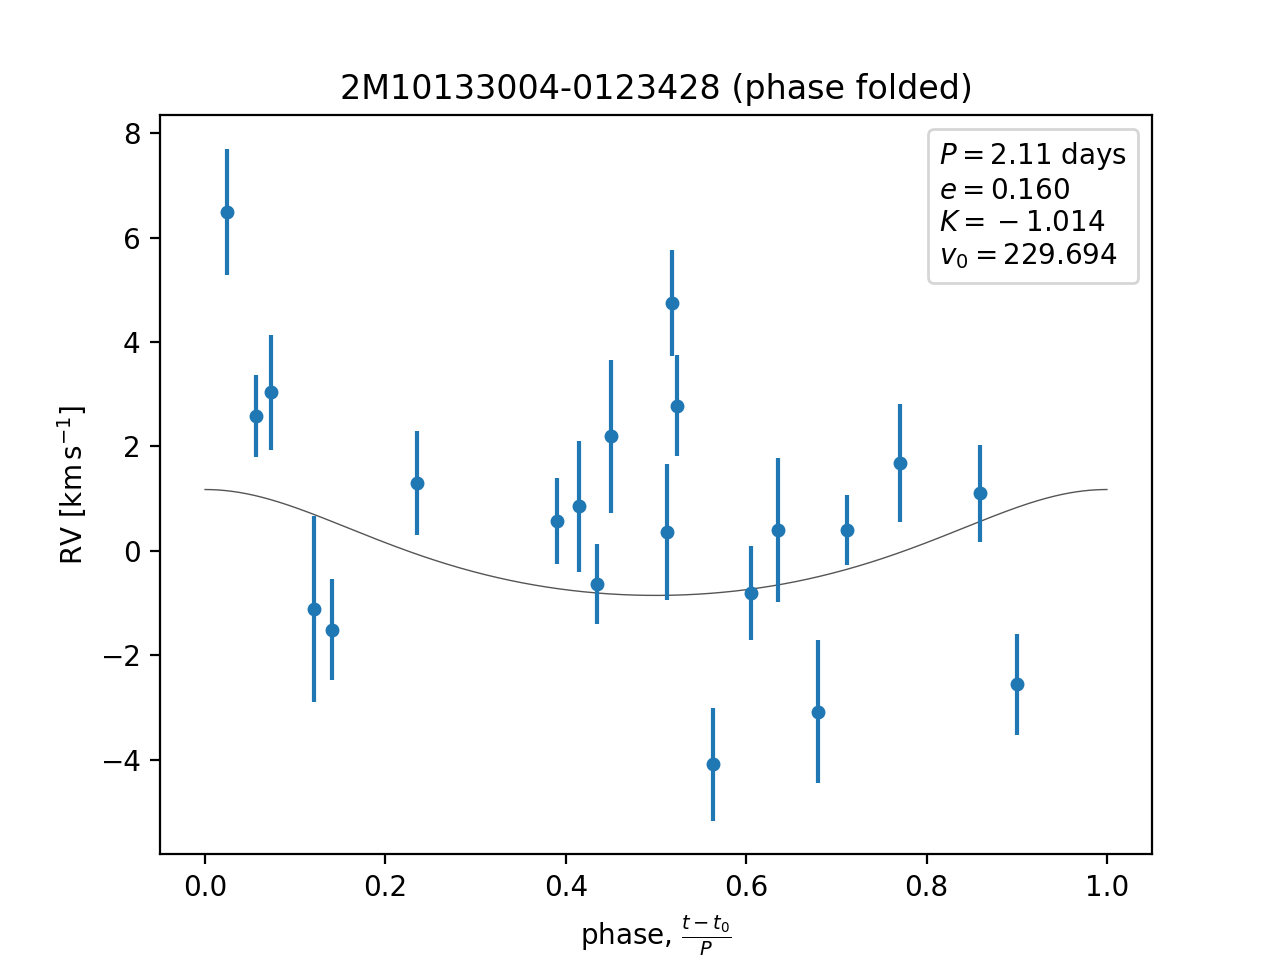 2M10133004-0123428 (phase folded)
P = 2.11 days
e = 0.160
K = −1.014
v₀ = 229.694
RV [km s⁻¹]
8
6
4
2
0
−2
−4
0.0 0.2 0.4 0.6 0.8 1.0
phase, (t − t₀)/P